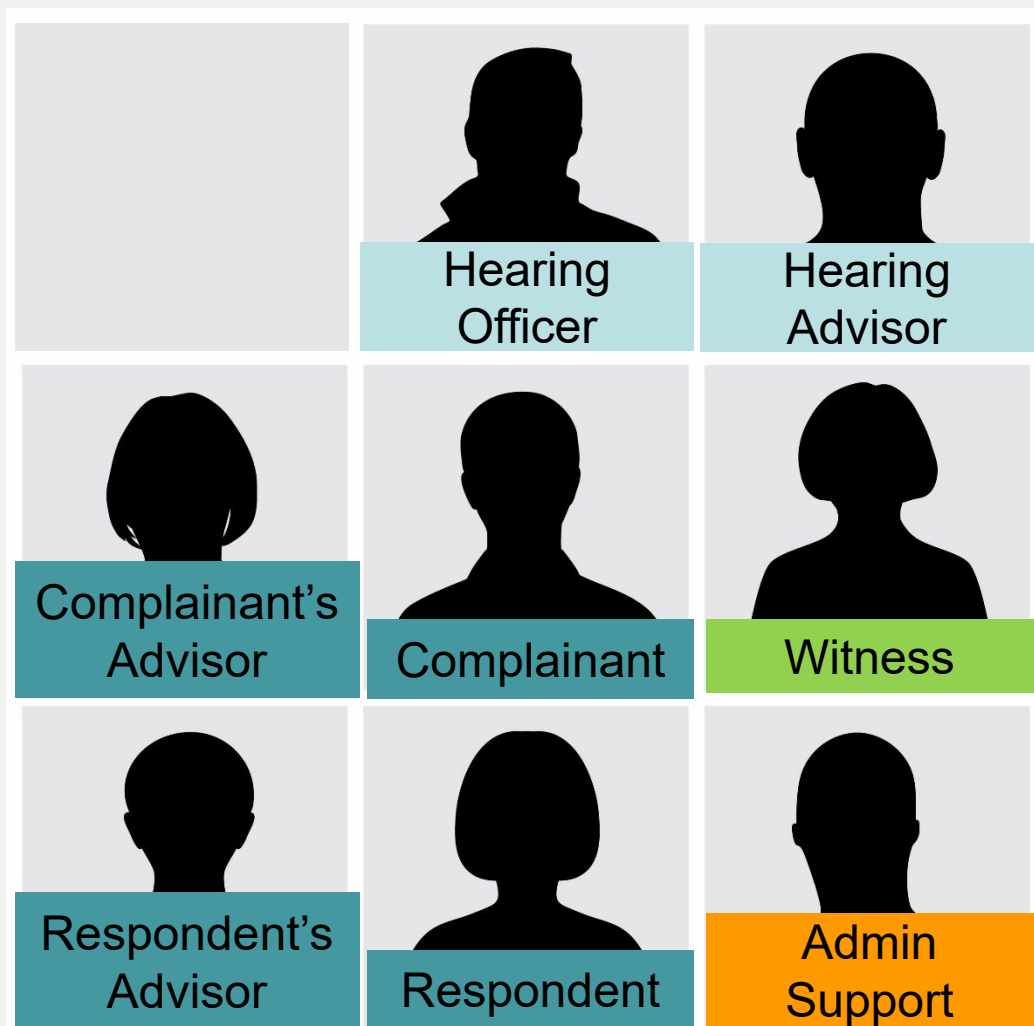 Hearing
Officer
Hearing
Advisor
Complainant’s
Advisor
Complainant
Witness
Respondent’s
Advisor
Respondent
Admin
Support